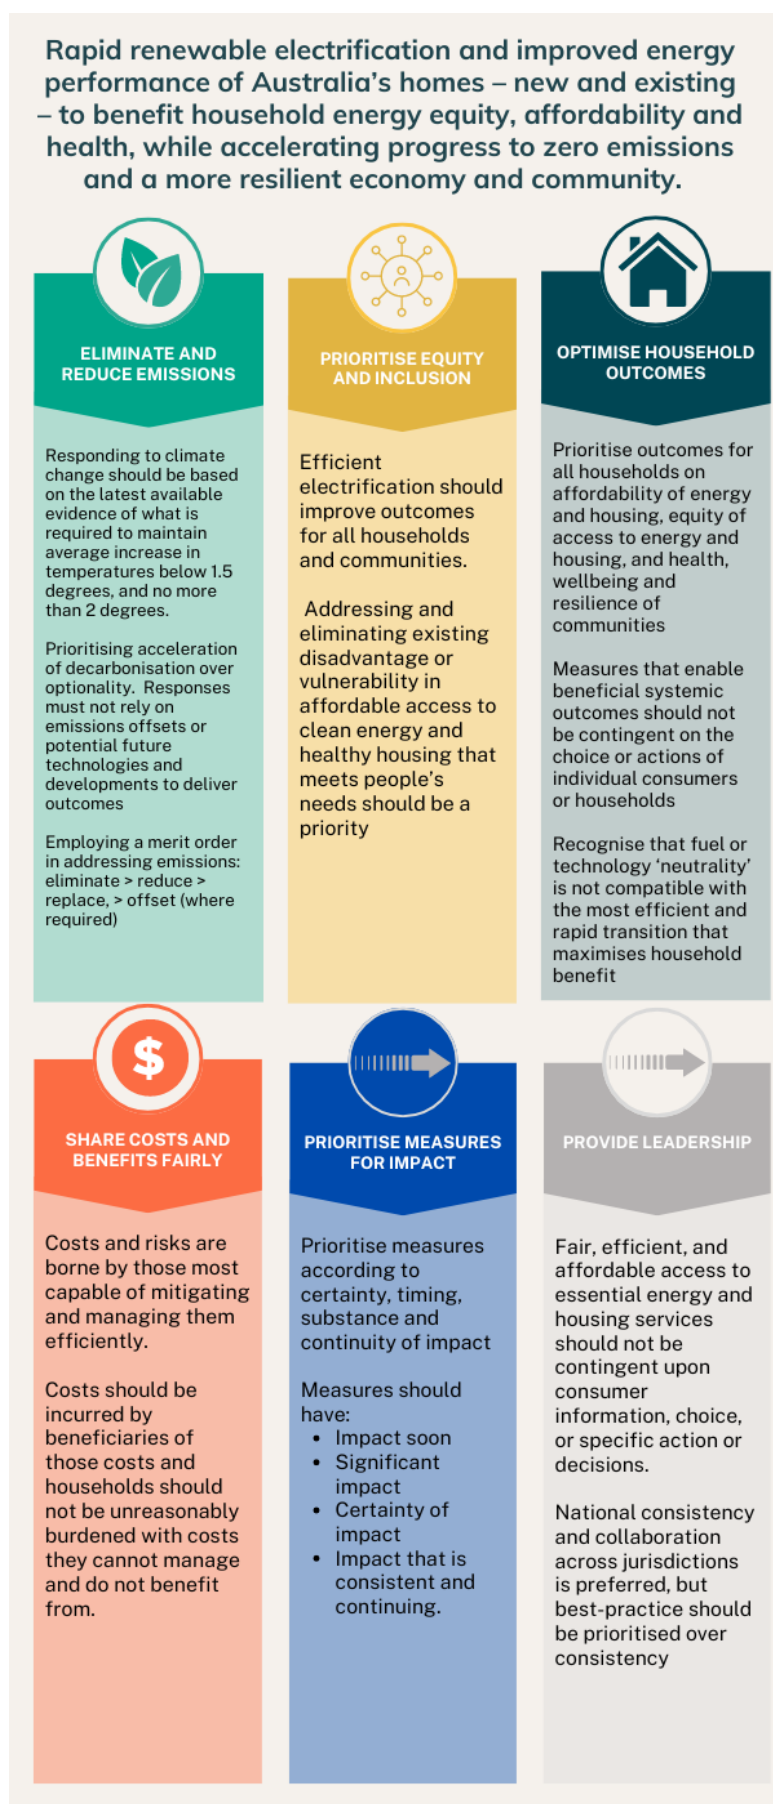 Rapid renewable electrification and improved energy
performance of Australia's homes – new and existing
– to benefit household energy equity, affordability and
health, while accelerating progress to zero emissions
and a more resilient economy and community.
ELIMINATE AND
REDUCE EMISSIONS
Responding to climate
change should be based
on the latest available
evidence of what is
required to maintain
average increase in
temperatures below 1.5
degrees, and no more
than 2 degrees.
Prioritising acceleration
of decarbonisation over
optionality.  Responses
must not rely on
emissions offsets or
potential future
technologies and
developments to deliver
outcomes
Employing a merit order
in addressing emissions:
eliminate > reduce >
replace, > offset (where
required)
PRIORITISE EQUITY
AND INCLUSION
Efficient
electrification should
improve outcomes
for all households
and communities.
Addressing and
eliminating existing
disadvantage or
vulnerability in
affordable access to
clean energy and
healthy housing that
meets people's
needs should be a
priority
OPTIMISE HOUSEHOLD
OUTCOMES
Prioritise outcomes for
all households on
affordability of energy
and housing, equity of
access to energy and
housing, and health,
wellbeing and
resilience of
communities
Measures that enable
beneficial systemic
outcomes should not
be contingent on the
choice or actions of
individual consumers
or households
Recognise that fuel or
technology 'neutrality'
is not compatible with
the most efficient and
rapid transition that
maximises household
benefit
$
SHARE COSTS AND
BENEFITS FAIRLY
Costs and risks are
borne by those most
capable of mitigating
and managing them
efficiently.
Costs should be
incurred by
beneficiaries of
those costs and
households should
not be unreasonably
burdened with costs
they cannot manage
and do not benefit
from.
PRIORITISE MEASURES
FOR IMPACT
Prioritise measures
according to
certainty, timing,
substance and
continuity of impact
Measures should
have:
• Impact soon
• Significant
impact
• Certainty of
impact
• Impact that is
consistent and
continuing.
PROVIDE LEADERSHIP
Fair, efficient, and
affordable access to
essential energy and
housing services
should not be
contingent upon
consumer
information, choice,
or specific action or
decisions.
National consistency
and collaboration
across jurisdictions
is preferred, but
best-practice should
be prioritised over
consistency